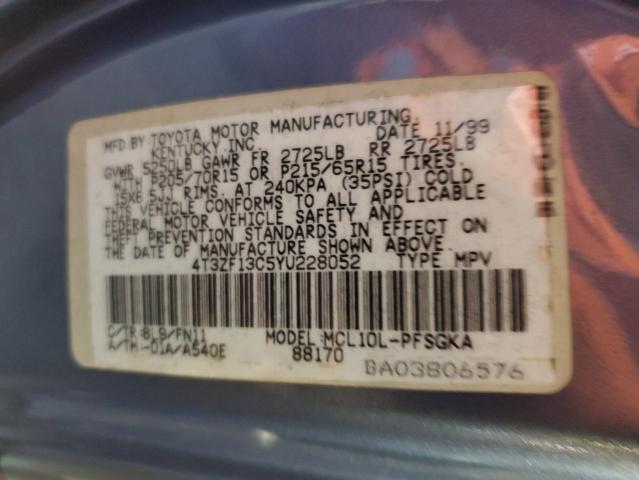 MFD.BY:TOYOTA MOTOR MANUFACTURING,
KENTUCKY,INC. DATE 11/99
GVWR 5250LB GAWR FR 2725LB RR 2725LB
WITH P205/70R15 OR P215/65R15 TIRES,
15X6.5JJ RIMS, AT 240KPA (35PSI) COLD
THIS VEHICLE CONFORMS TO ALL APPLICABLE
FEDERAL MOTOR VEHICLE SAFETY AND
THEFT PREVENTION STANDARDS IN EFFECT ON
THE DATE OF MANUFACTURE SHOWN ABOVE.
4T3ZF13C5YU228052 TYPE MPV
C/TR:8L9/FN11 MODEL:MCL10L-PFSGKA
A/TM:-01A/A540E 88170
BA03806576